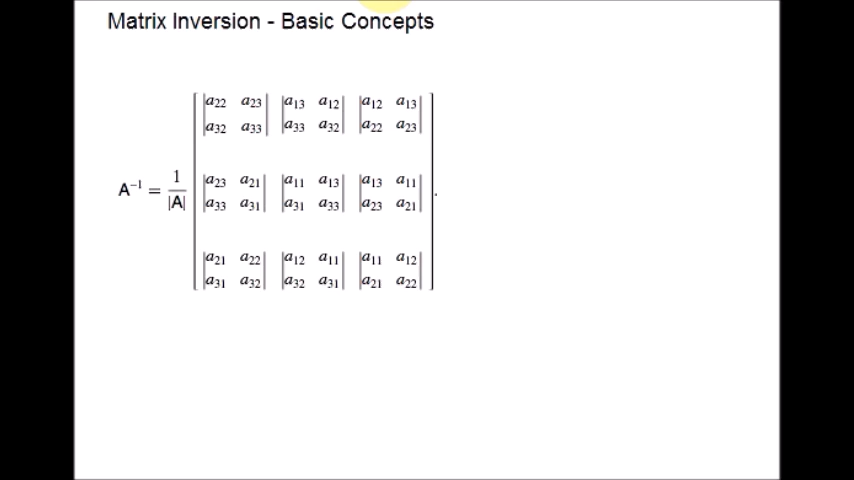 Matrix Inversion - Basic Concepts
|a22 a23| |a13 a12| |a12 a13|
|a32 a33| |a33 a32| |a22 a23|
A⁻¹ = 1/|A| |a23 a21| |a11 a13| |a13 a11| .
|a33 a31| |a31 a33| |a23 a21|
|a21 a22| |a12 a11| |a11 a12|
|a31 a32| |a32 a31| |a21 a22|